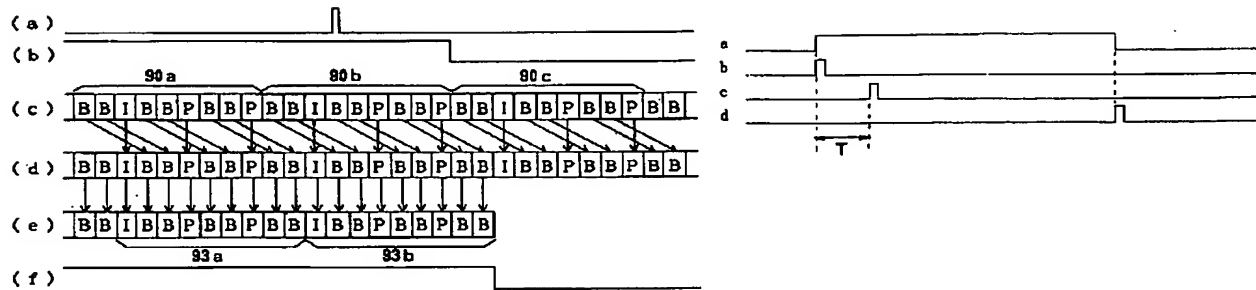 (a)
(b)
90a 90b 90c
(c) B B I B B P B B P B B I B B P B B P B B I B B P B B P B B
(d) B B I B B P B B P B B I B B P B B P B B I B B P B B P B B
(e) B B I B B P B B P B B I B B P B B P B B
93a 93b
(f)
a
b
c
d
T